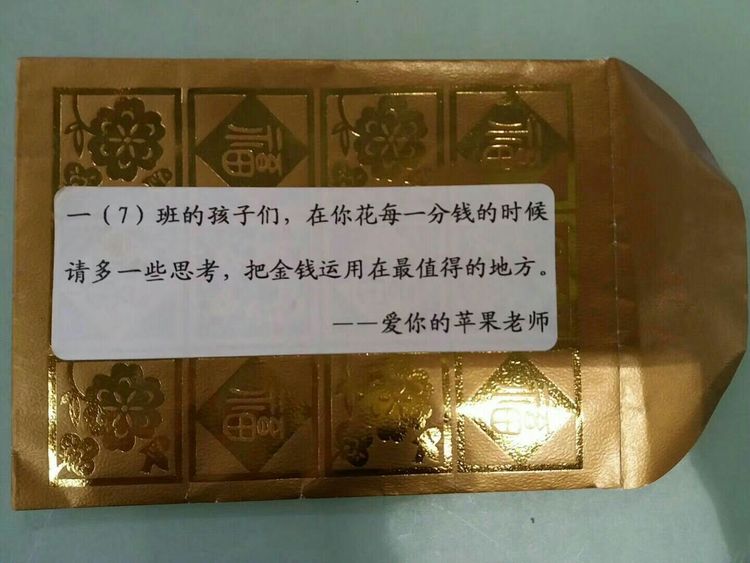 福
福
一（7）班的孩子们，在你花每一分钱的时候
请多一些思考，把金钱运用在最值得的地方。
——爱你的苹果老师
福
福